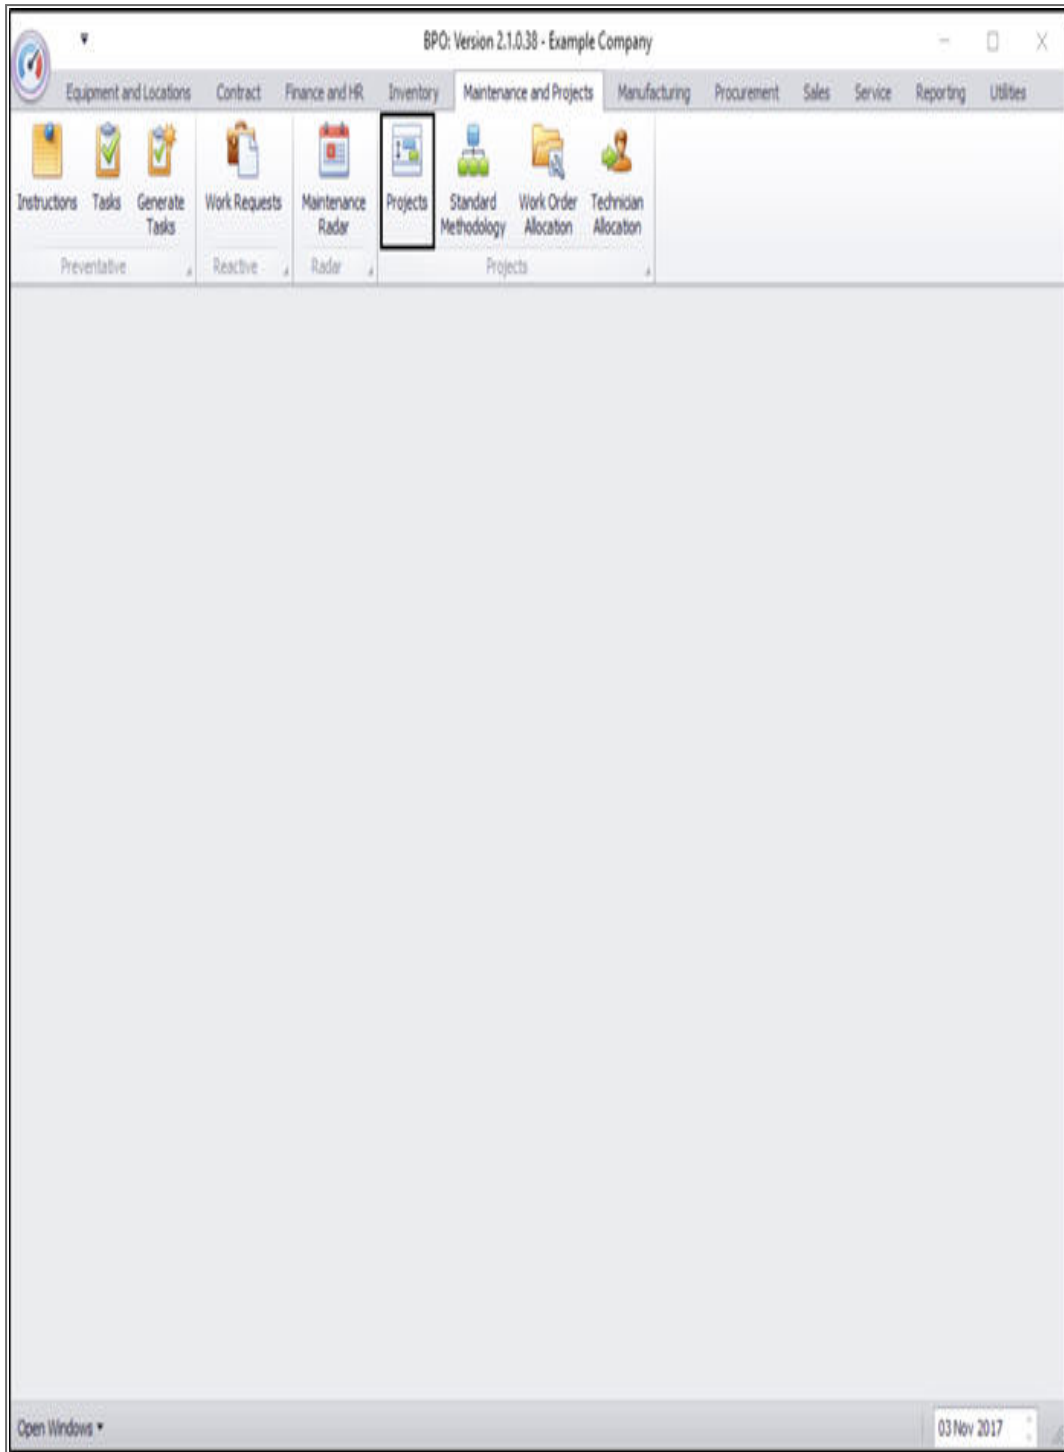 BPO: Version 2.1.0.38 - Example Company
Equipment and Locations Contract Finance and HR Inventory Maintenance and Projects Manufacturing Procurement Sales Service Reporting Utilities
Instructions Tasks Generate Work Requests Maintenance Projects Standard Work Order Technician
Tasks Radar Methodology Allocation Allocation
Preventative Reactive Radar Projects
Open Windows 03 Nov 2017